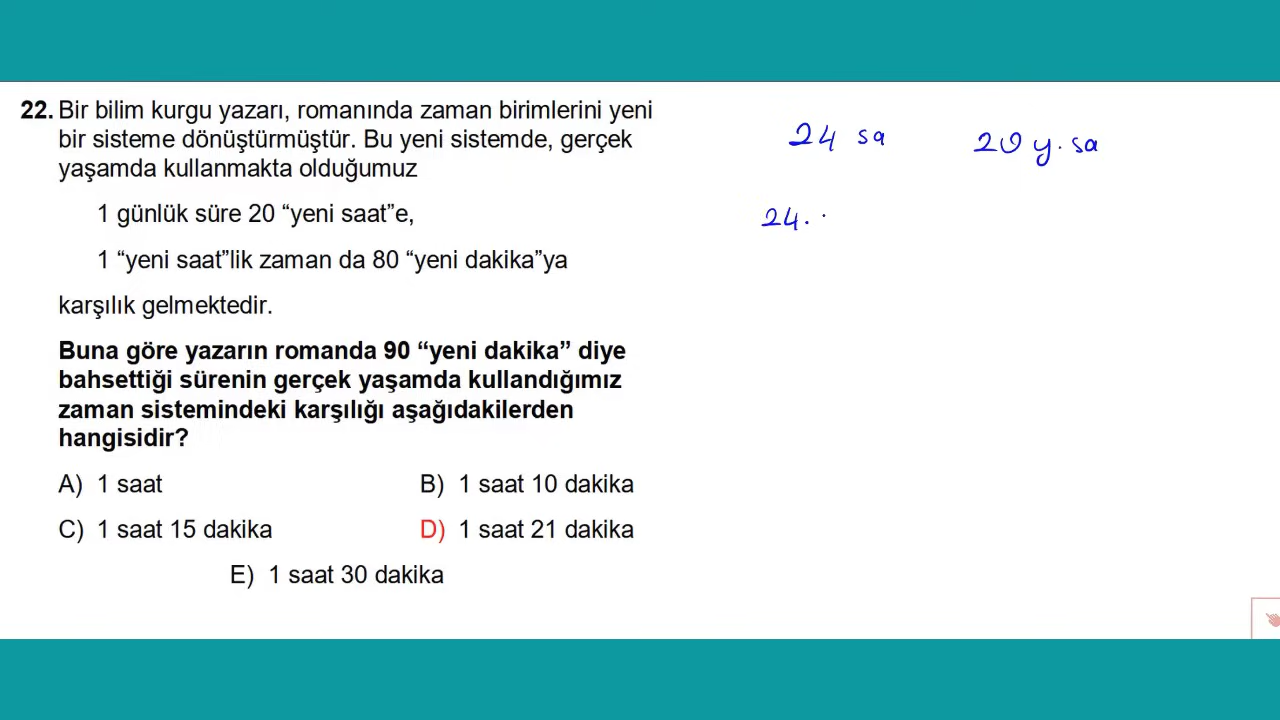 22. Bir bilim kurgu yazarı, romanında zaman birimlerini yeni
bir sisteme dönüştürmüştür. Bu yeni sistemde, gerçek
yaşamda kullanmakta olduğumuz
1 günlük süre 20 “yeni saat”e,
1 “yeni saat”lik zaman da 80 “yeni dakika”ya
karşılık gelmektedir.
Buna göre yazarın romanda 90 “yeni dakika” diye
bahsettiği sürenin gerçek yaşamda kullandığımız
zaman sistemindeki karşılığı aşağıdakilerden
hangisidir?
A) 1 saat
B) 1 saat 10 dakika
C) 1 saat 15 dakika
D) 1 saat 21 dakika
E) 1 saat 30 dakika
24 sa
20 y. sa
24. ·